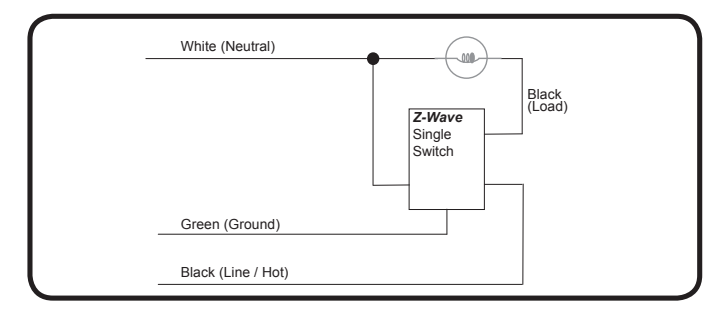 White (Neutral)
Black
(Load)
Z-Wave
Single
Switch
Green (Ground)
Black (Line / Hot)